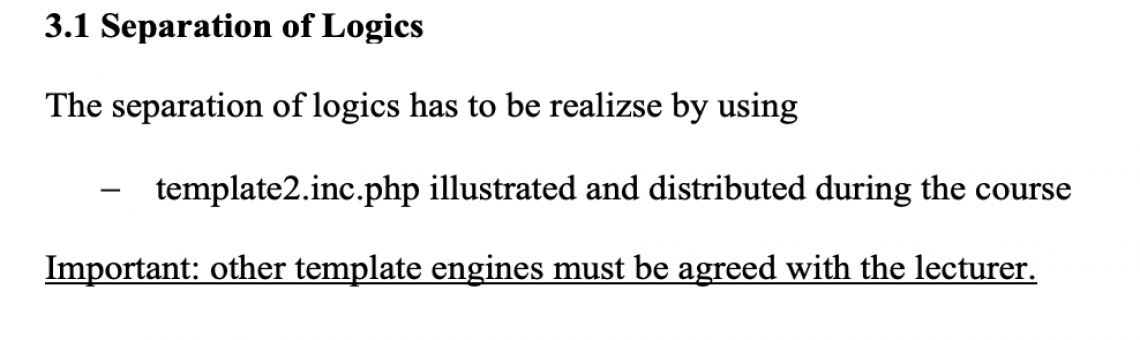 3.1 Separation of Logics
The separation of logics has to be realizse by using
– template2.inc.php illustrated and distributed during the course
Important: other template engines must be agreed with the lecturer.